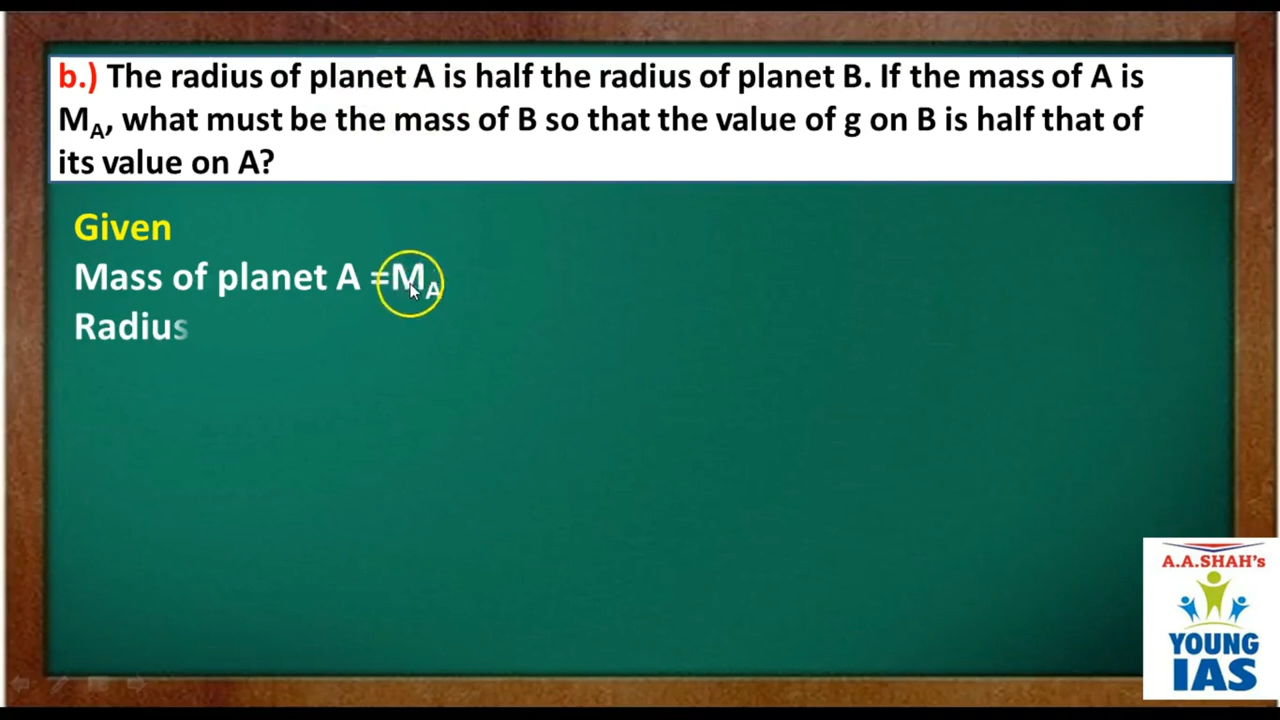 b.) The radius of planet A is half the radius of planet B. If the mass of A is
MA, what must be the mass of B so that the value of g on B is half that of
its value on A?
Given
Mass of planet A =MA
Radius
A.A.SHAH's
YOUNG
IAS